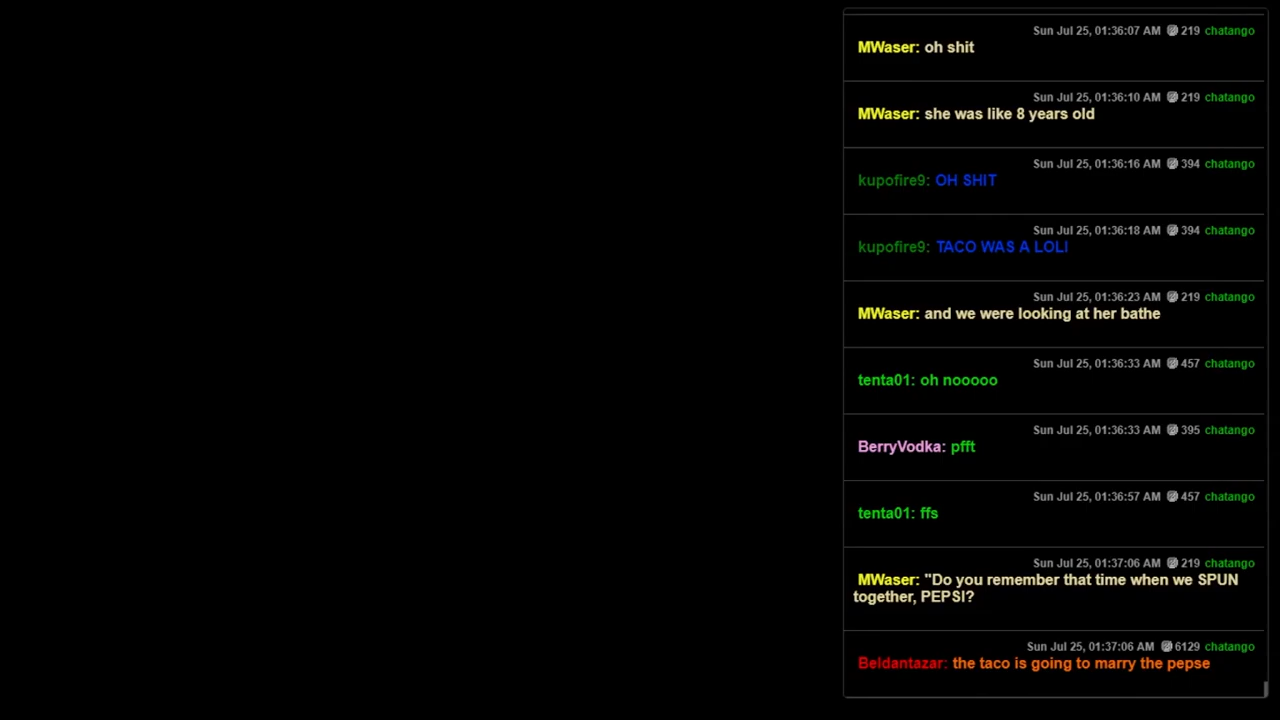 Sun Jul 25, 01:36:07 AM 219 chatango
MWaser: oh shit
Sun Jul 25, 01:36:10 AM 219 chatango
MWaser: she was like 8 years old
Sun Jul 25, 01:36:16 AM 394 chatango
kupofire9: OH SHIT
Sun Jul 25, 01:36:18 AM 394 chatango
kupofire9: TACO WAS A LOLI
Sun Jul 25, 01:36:23 AM 219 chatango
MWaser: and we were looking at her bathe
Sun Jul 25, 01:36:33 AM 457 chatango
tenta01: oh nooooo
Sun Jul 25, 01:36:33 AM 395 chatango
BerryVodka: pfft
Sun Jul 25, 01:36:57 AM 457 chatango
tenta01: ffs
Sun Jul 25, 01:37:06 AM 219 chatango
MWaser: "Do you remember that time when we SPUN
together, PEPSI?
Sun Jul 25, 01:37:06 AM 6129 chatango
Beldantazar: the taco is going to marry the pepse